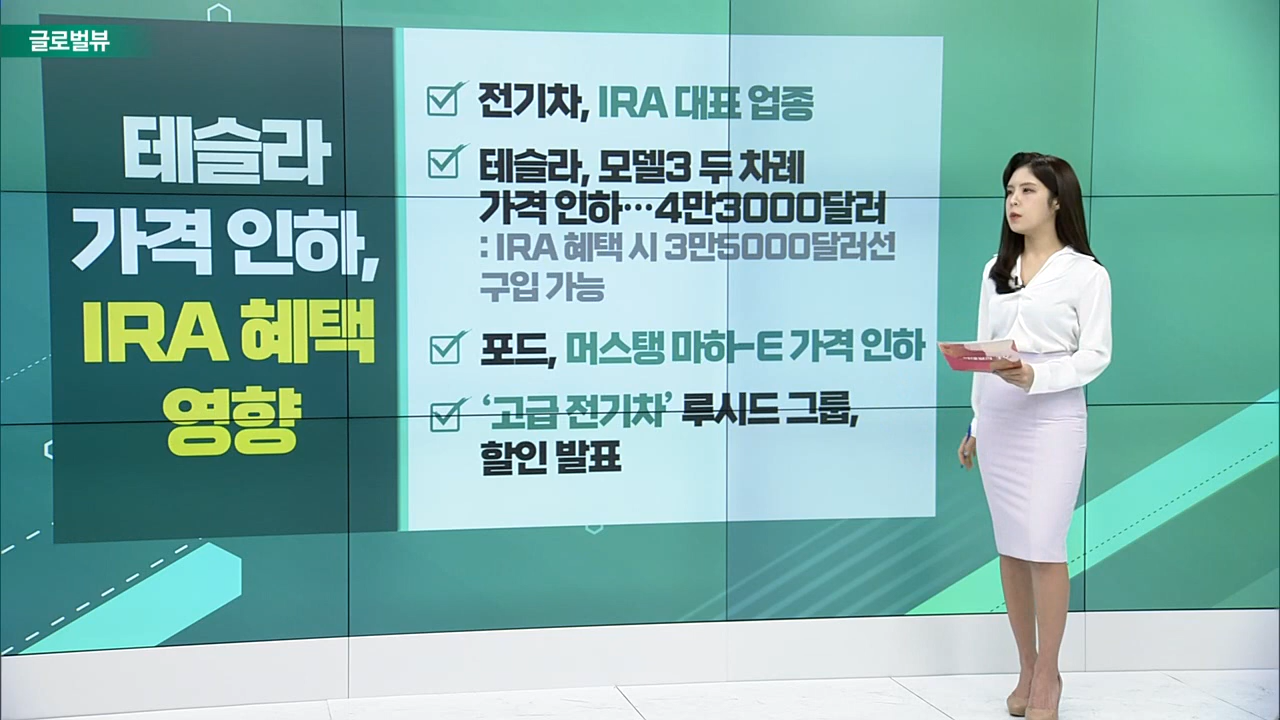 글로벌뷰
테슬라
가격 인하,
IRA 혜택
영향
전기차, IRA 대표 업종
테슬라, 모델3 두 차례
가격 인하…4만3000달러
: IRA 혜택 시 3만5000달러선
구입 가능
포드, 머스탱 마하-E 가격 인하
‘고급 전기차’ 루시드 그룹,
할인 발표